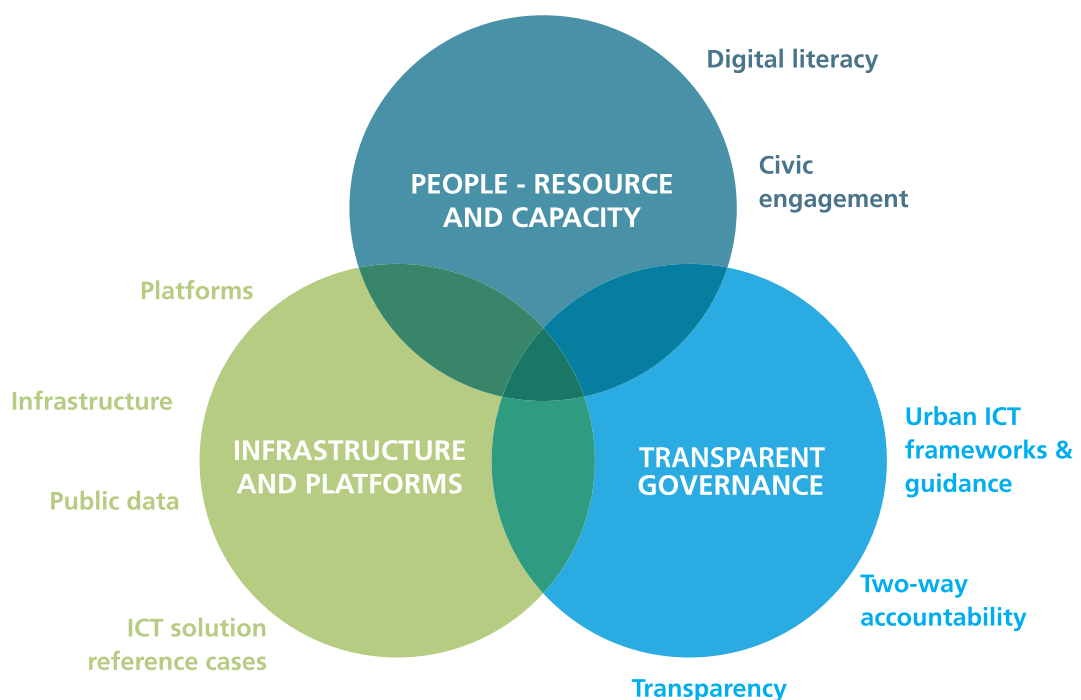 Digital literacy
Civic
engagement
PEOPLE - RESOURCE
AND CAPACITY
Platforms
Infrastructure
Public data
ICT solution
reference cases
INFRASTRUCTURE
AND PLATFORMS
TRANSPARENT
GOVERNANCE
Urban ICT
frameworks &
guidance
Two-way
accountability
Transparency